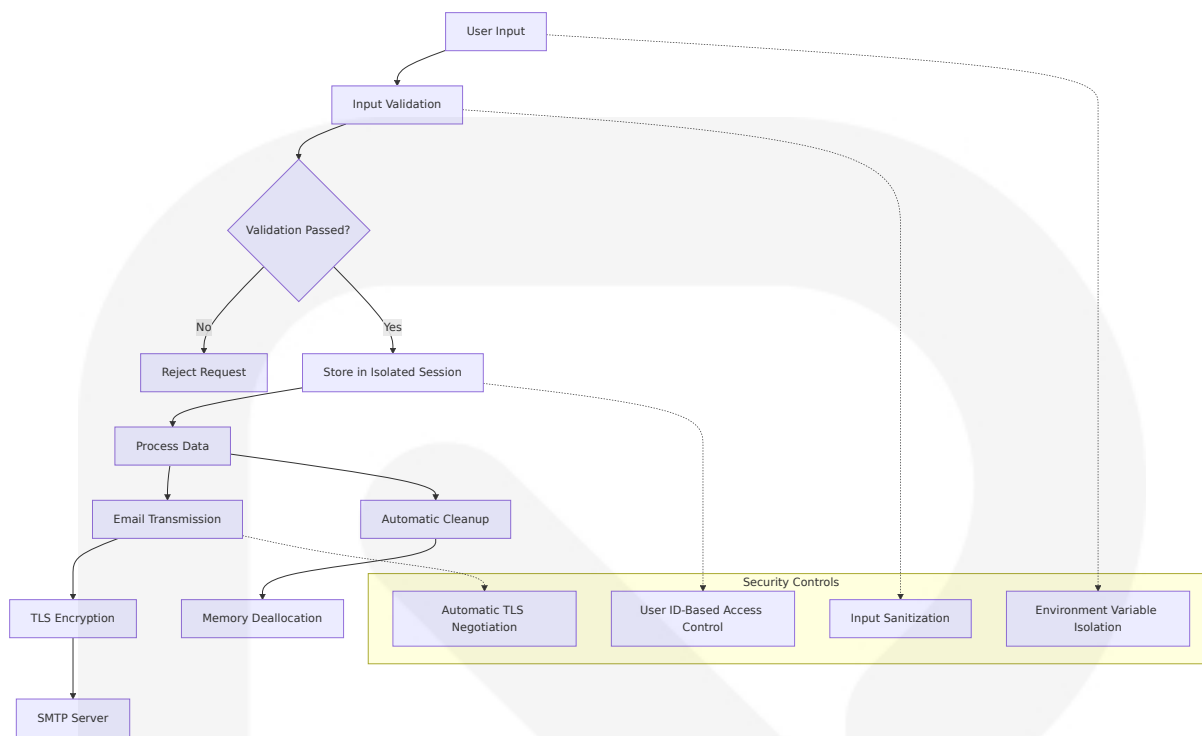 User Input
Input Validation
Validation Passed?
No
Yes
Reject Request
Store in Isolated Session
Process Data
Email Transmission
Automatic Cleanup
Security Controls
TLS Encryption
Memory Deallocation
Automatic TLS
Negotiation
User ID-Based Access
Control
Input Sanitization
Environment Variable
Isolation
SMTP Server